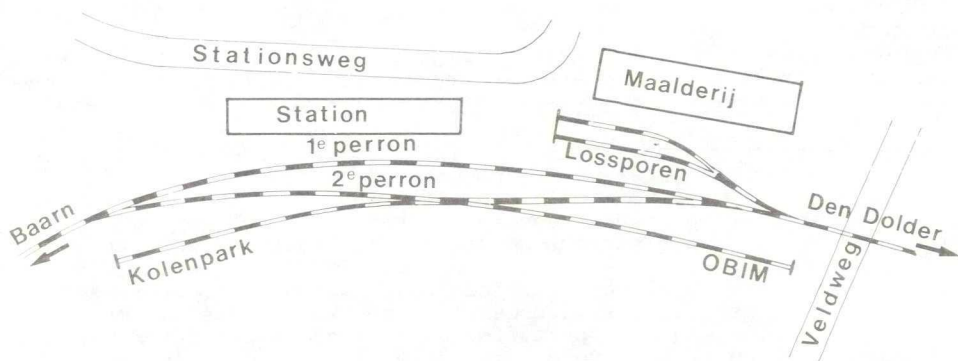 Stationsweg
Maalderij
Station
1e perron
Lossporen
2e perron
Baarn
Den Dolder
Kolenpark
OBIM
Veldweg